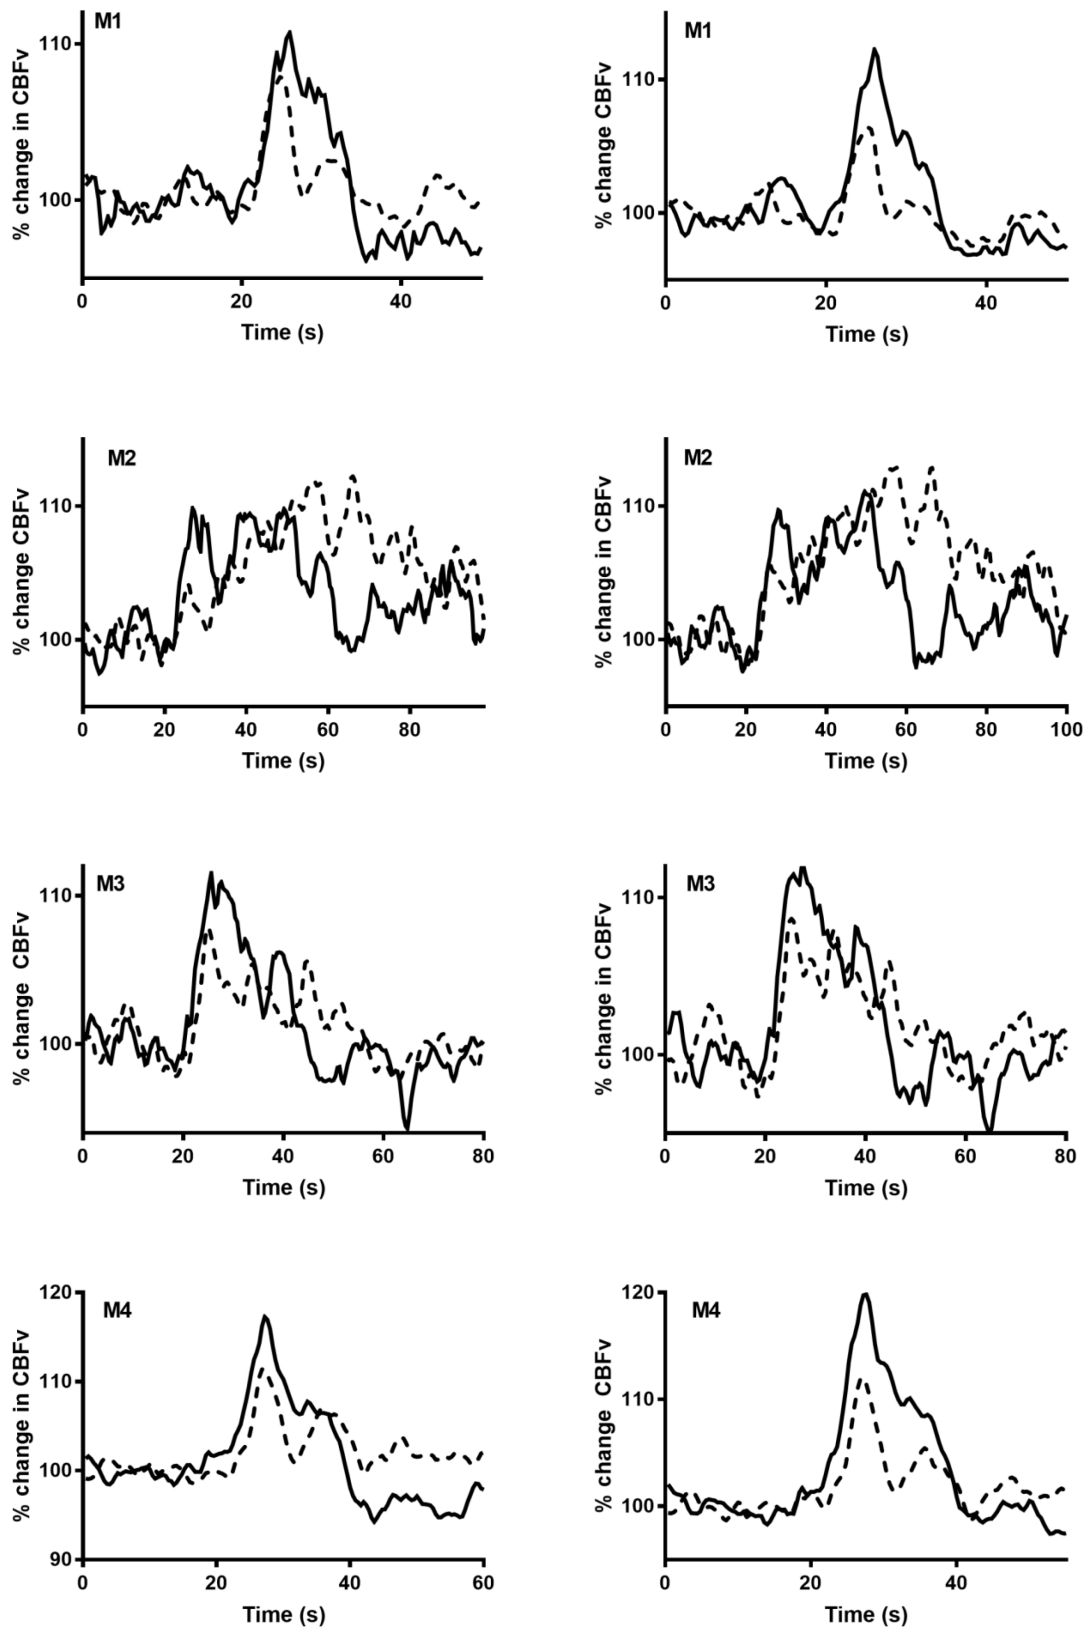 M1
% change in CBFv
110
100
0 20 40
Time (s)
M1
% change CBFv
110
100
0 20 40
Time (s)
M2
% change CBFv
110
100
0 20 40 60 80
Time (s)
M2
% change in CBFv
110
100
0 20 40 60 80 100
Time (s)
M3
% change CBFv
110
100
0 20 40 60 80
Time (s)
M3
% change in CBFv
110
100
0 20 40 60 80
Time (s)
M4
% change in CBFv
120
110
100
90
0 20 40 60
Time (s)
M4
% change CBFv
120
110
100
0 20 40
Time (s)